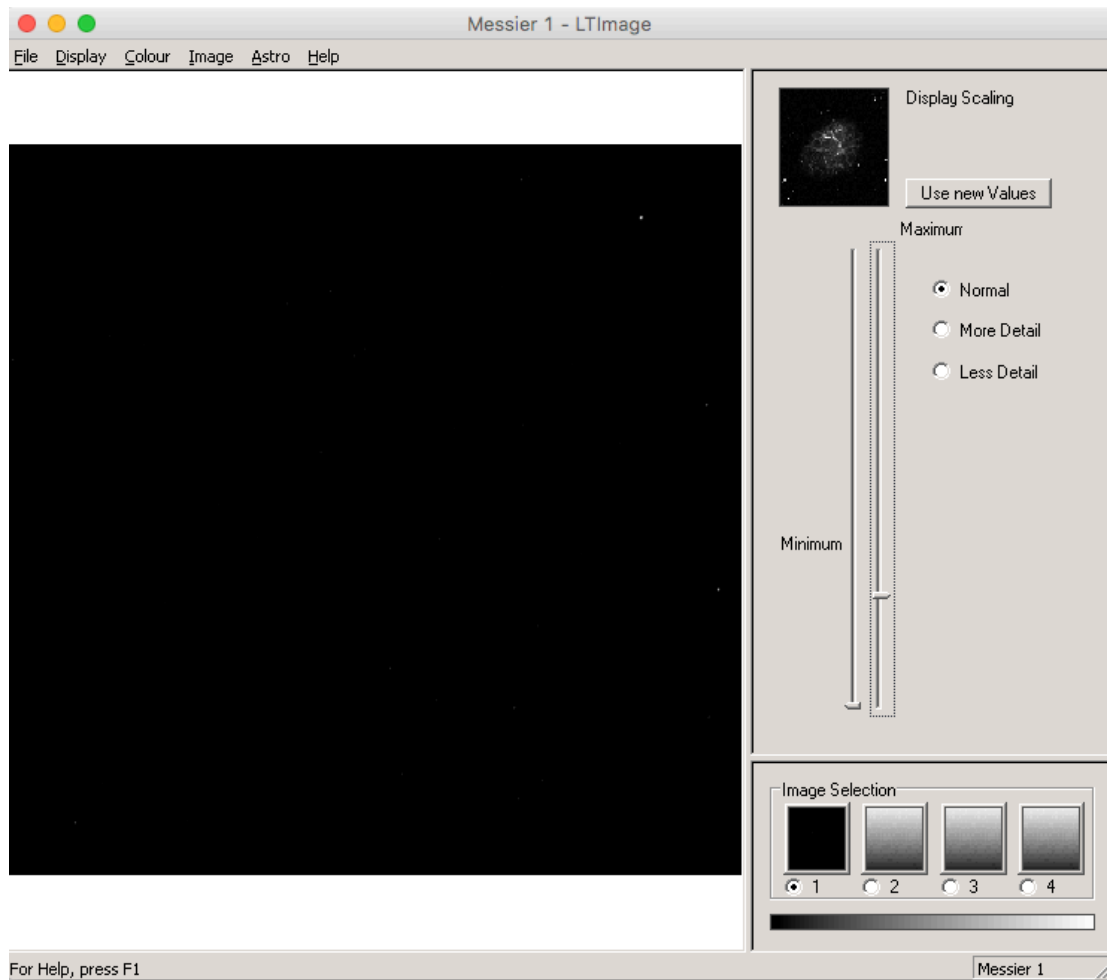 Messier 1 - LTImage
File Display Colour Image Astro Help
Display Scaling
Use new Values
Maximum
Normal
More Detail
Less Detail
Minimum
Image Selection
1 2 3 4
For Help, press F1
Messier 1